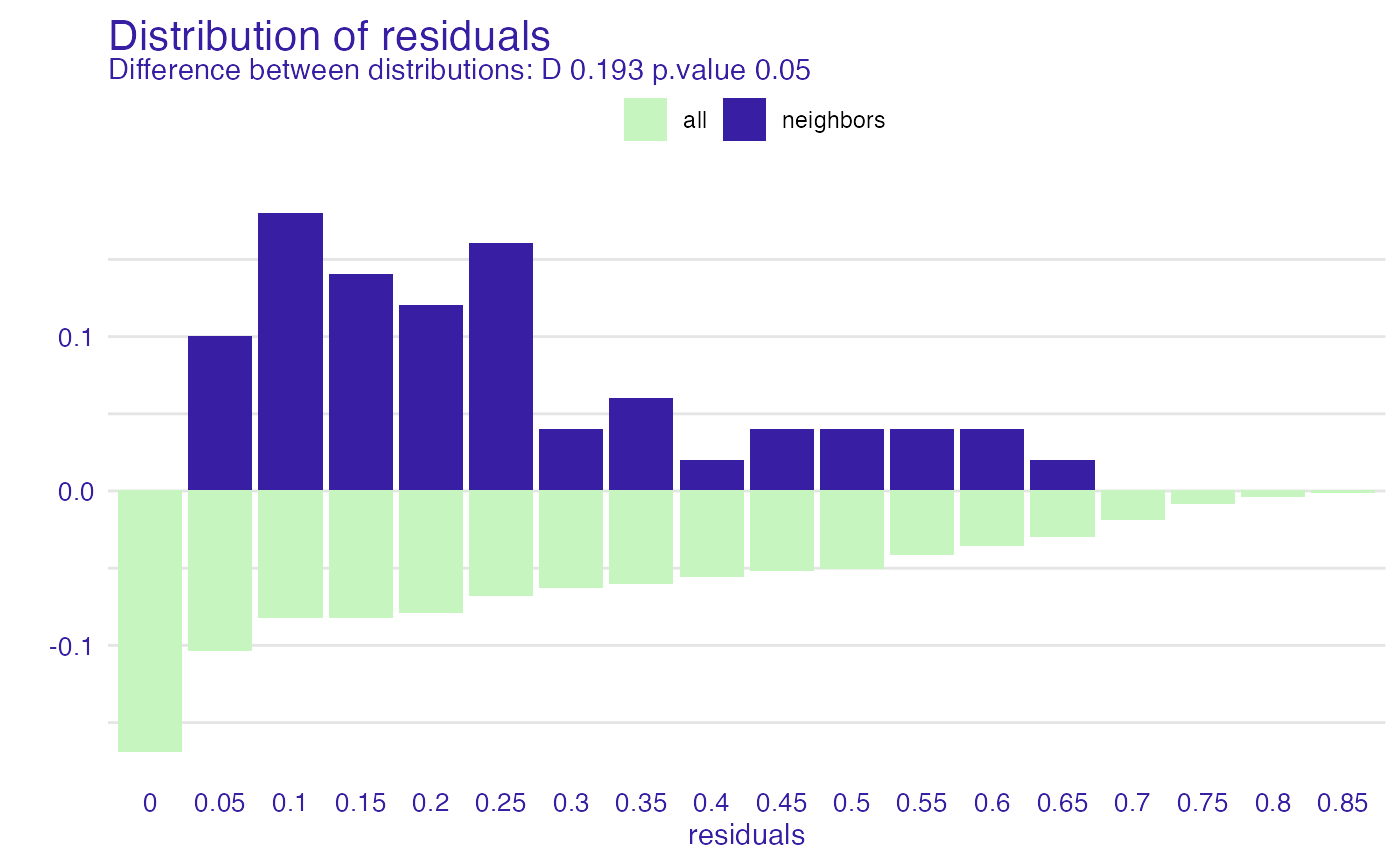 Distribution of residuals
Difference between distributions: D 0.193 p.value 0.05
all neighbors
0.1
0.0
-0.1
0 0.05 0.1 0.15 0.2 0.25 0.3 0.35 0.4 0.45 0.5 0.55 0.6 0.65 0.7 0.75 0.8 0.85
residuals